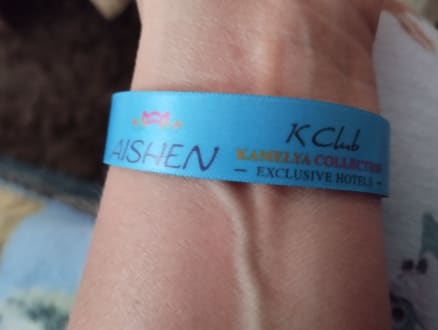 AISHEN
K Club
KAMELYA COLLECTION
— EXCLUSIVE HOTELS —